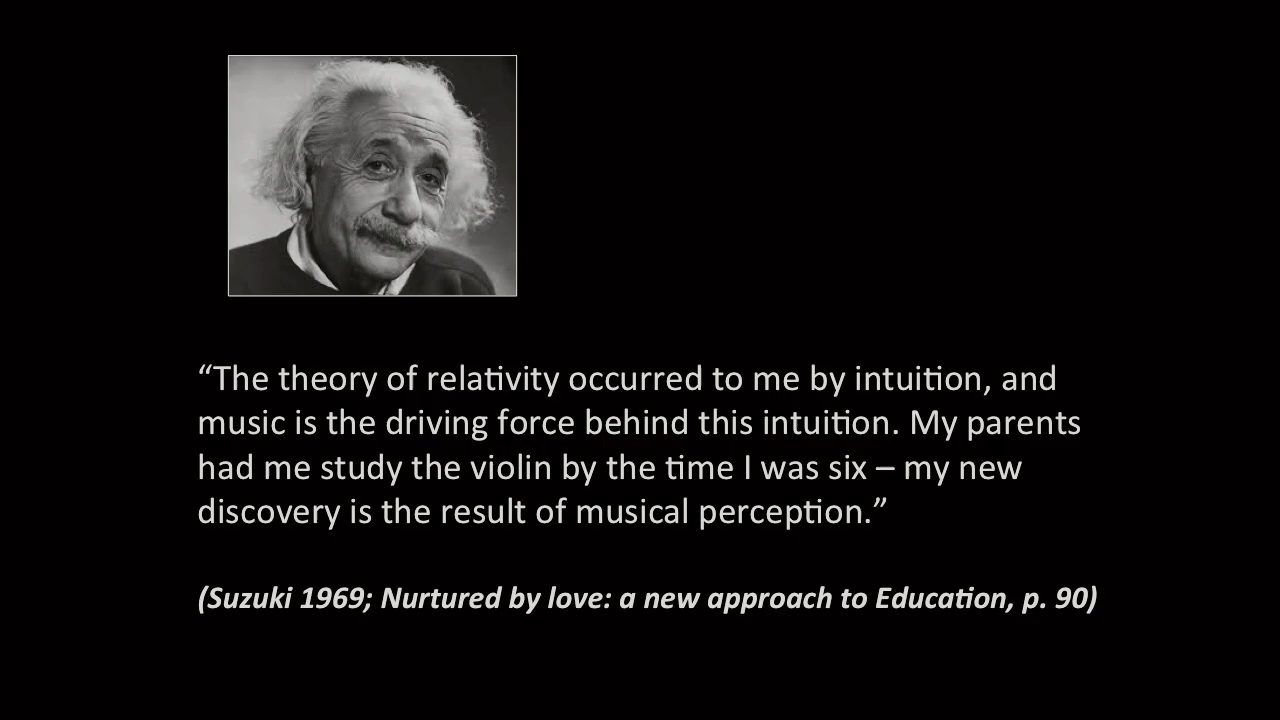 “The theory of relativity occurred to me by intuition, and
music is the driving force behind this intuition. My parents
had me study the violin by the time I was six – my new
discovery is the result of musical perception.”
(Suzuki 1969; Nurtured by love: a new approach to Education, p. 90)